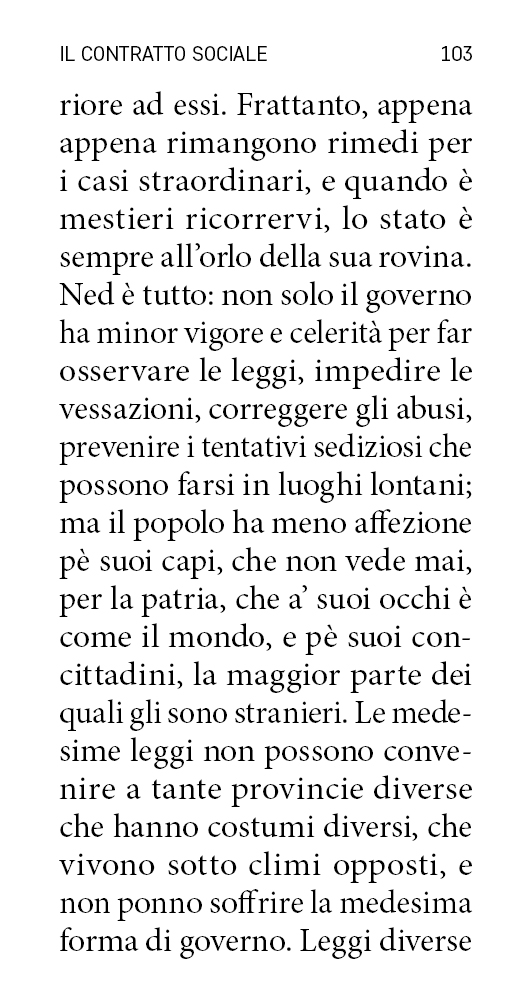 IL CONTRATTO SOCIALE 103
riore ad essi. Frattanto, appena
appena rimangono rimedi per
i casi straordinari, e quando è
mestieri ricorrervi, lo stato è
sempre all’orlo della sua rovina.
Ned è tutto: non solo il governo
ha minor vigore e celerità per far
osservare le leggi, impedire le
vessazioni, correggere gli abusi,
prevenire i tentativi sediziosi che
possono farsi in luoghi lontani;
ma il popolo ha meno affezione
pè suoi capi, che non vede mai,
per la patria, che a’ suoi occhi è
come il mondo, e pè suoi con-
cittadini, la maggior parte dei
quali gli sono stranieri. Le mede-
sime leggi non possono conve-
nire a tante provincie diverse
che hanno costumi diversi, che
vivono sotto climi opposti, e
non ponno soffrire la medesima
forma di governo. Leggi diverse